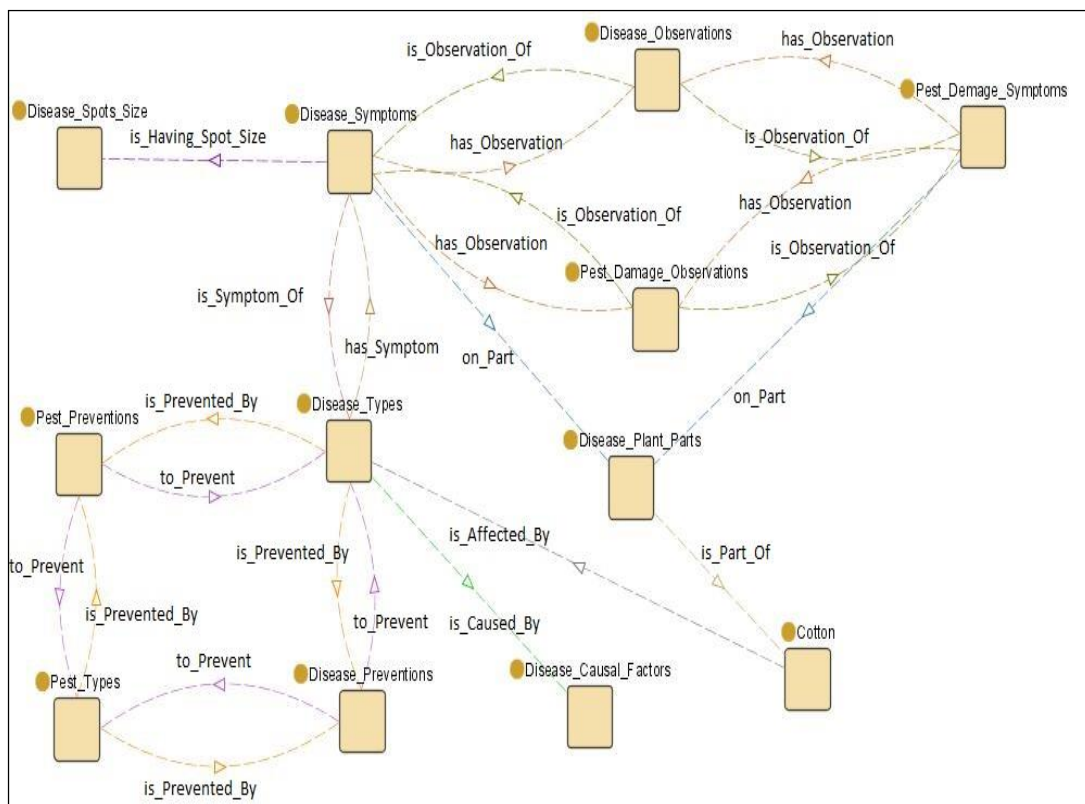 Disease_Observations
is_Observation_Of
has_Observation
Pest_Demage_Symptoms
Disease_Spots_Size
Disease_Symptoms
is_Having_Spot_Size
has_Observation
is_Observation_Of
has_Observation
is_Observation_Of
has_Observation
is_Observation_Of
Pest_Damage_Observations
is_Symptom_Of
has_Symptom
on_Part
on_Part
is_Prevented_By
Pest_Preventions
Disease_Types
Disease_Plant_Parts
to_Prevent
is_Affected_By
is_Prevented_By
is_Part_Of
to_Prevent
is_Prevented_By
to_Prevent
is_Caused_By
Cotton
to_Prevent
Pest_Types
Disease_Preventions
Disease_Causal_Factors
is_Prevented_By